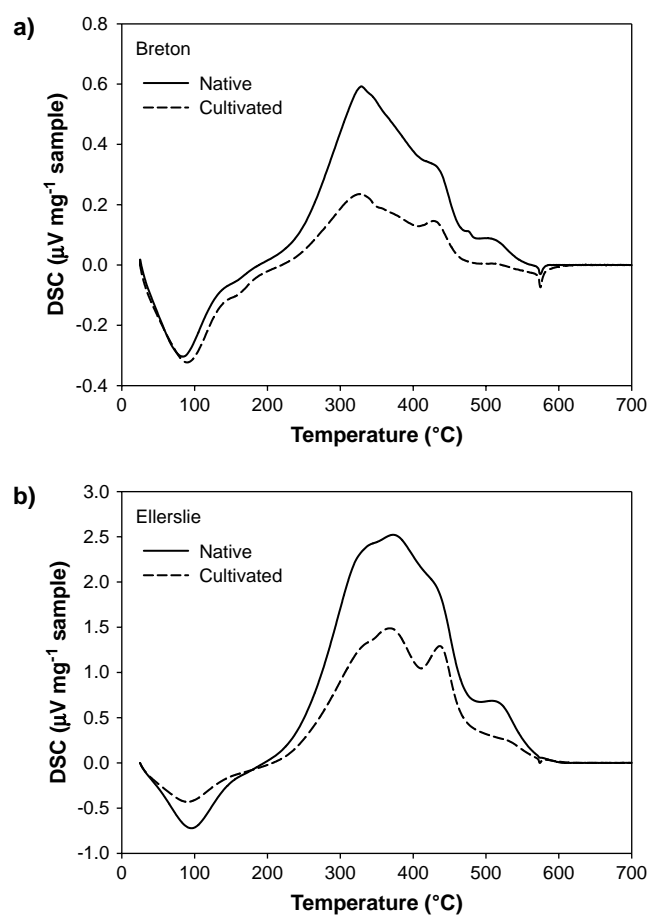 a)
Breton
Native
Cultivated
DSC (µV mg⁻¹ sample)
0.8
0.6
0.4
0.2
0.0
-0.2
-0.4
0 100 200 300 400 500 600 700
Temperature (°C)
b)
Ellerslie
Native
Cultivated
DSC (µV mg⁻¹ sample)
3.0
2.5
2.0
1.5
1.0
0.5
0.0
-0.5
-1.0
0 100 200 300 400 500 600 700
Temperature (°C)